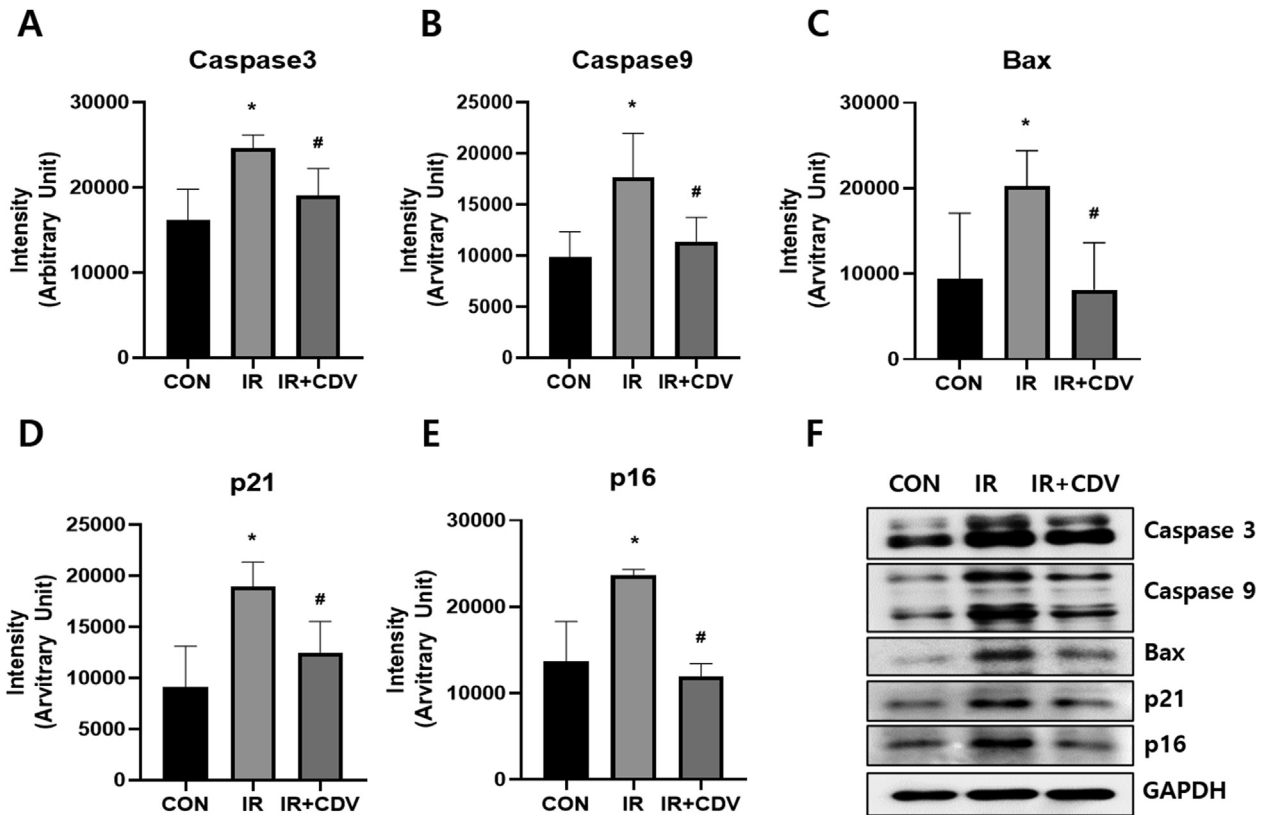 A
Caspase3
30000
20000
10000
0
Intensity
(Arbitrary Unit)
*
#
CON IR IR+CDV
B
Caspase9
25000
20000
15000
10000
5000
0
Intensity
(Arvitrary Unit)
*
#
CON IR IR+CDV
C
Bax
30000
20000
10000
0
Intensity
(Arvitrary Unit)
*
#
CON IR IR+CDV
D
p21
25000
20000
15000
10000
5000
0
Intensity
(Arvitrary Unit)
*
#
CON IR IR+CDV
E
p16
30000
20000
10000
0
Intensity
(Arvitrary Unit)
*
#
CON IR IR+CDV
F
CON IR IR+CDV
Caspase 3
Caspase 9
Bax
p21
p16
GAPDH